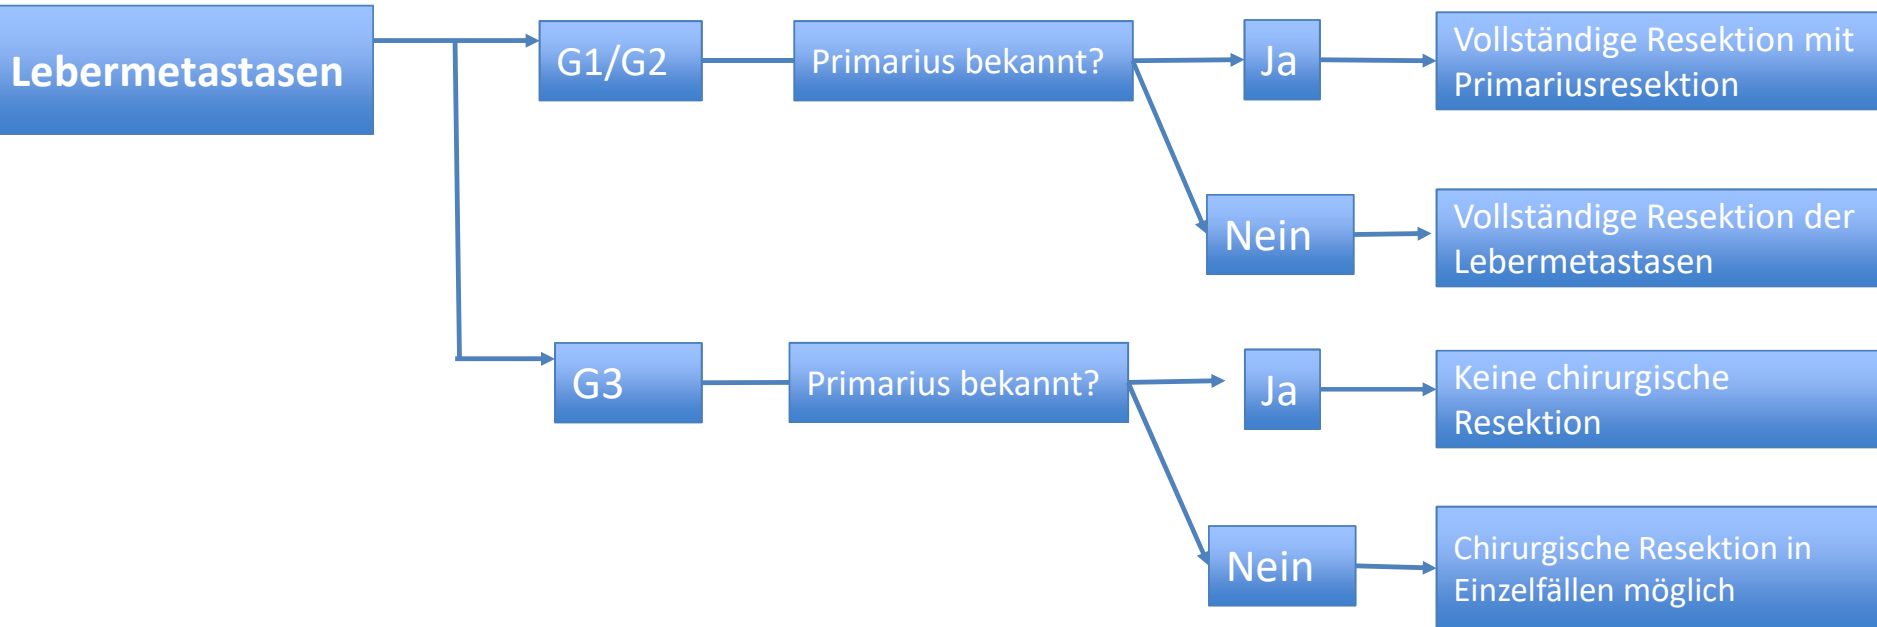 Lebermetastasen
G1/G2
Primarius bekannt?
Ja
Vollständige Resektion mit
Primariusresektion
Nein
Vollständige Resektion der
Lebermetastasen
G3
Primarius bekannt?
Ja
Keine chirurgische
Resektion
Nein
Chirurgische Resektion in
Einzelfällen möglich